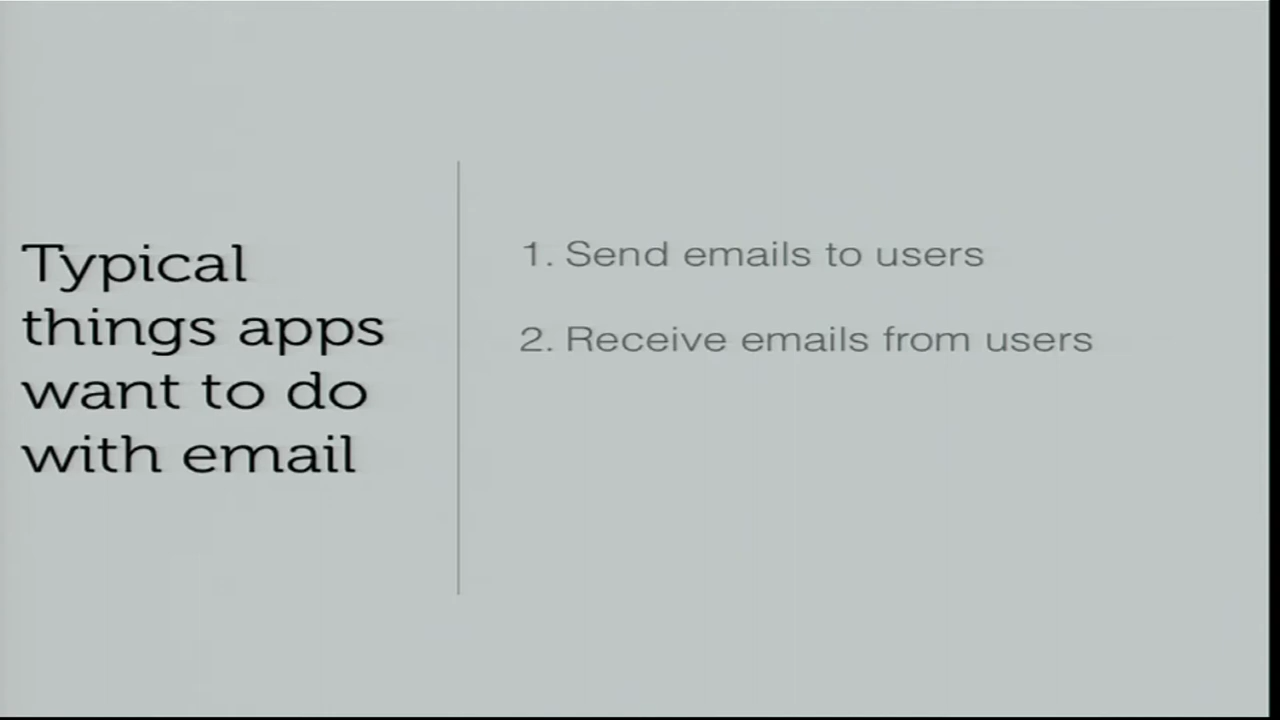 Typical
things apps
want to do
with email
1. Send emails to users
2. Receive emails from users